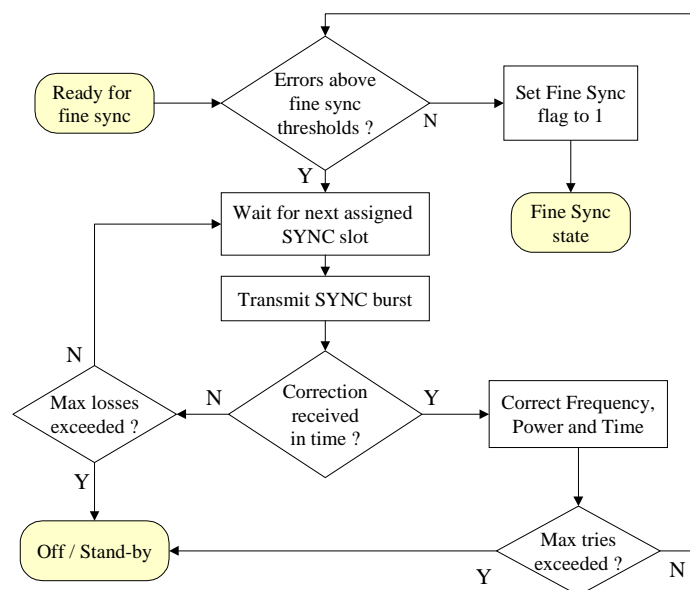 Ready for
fine sync
Errors above
fine sync
thresholds ?
N
Set Fine Sync
flag to 1
Y
Fine Sync
state
Wait for next assigned
SYNC slot
Transmit SYNC burst
N
Max losses
exceeded ?
N
Correction
received
in time ?
Y
Correct Frequency,
Power and Time
Y
Off / Stand-by
Y
Max tries
exceeded ?
N